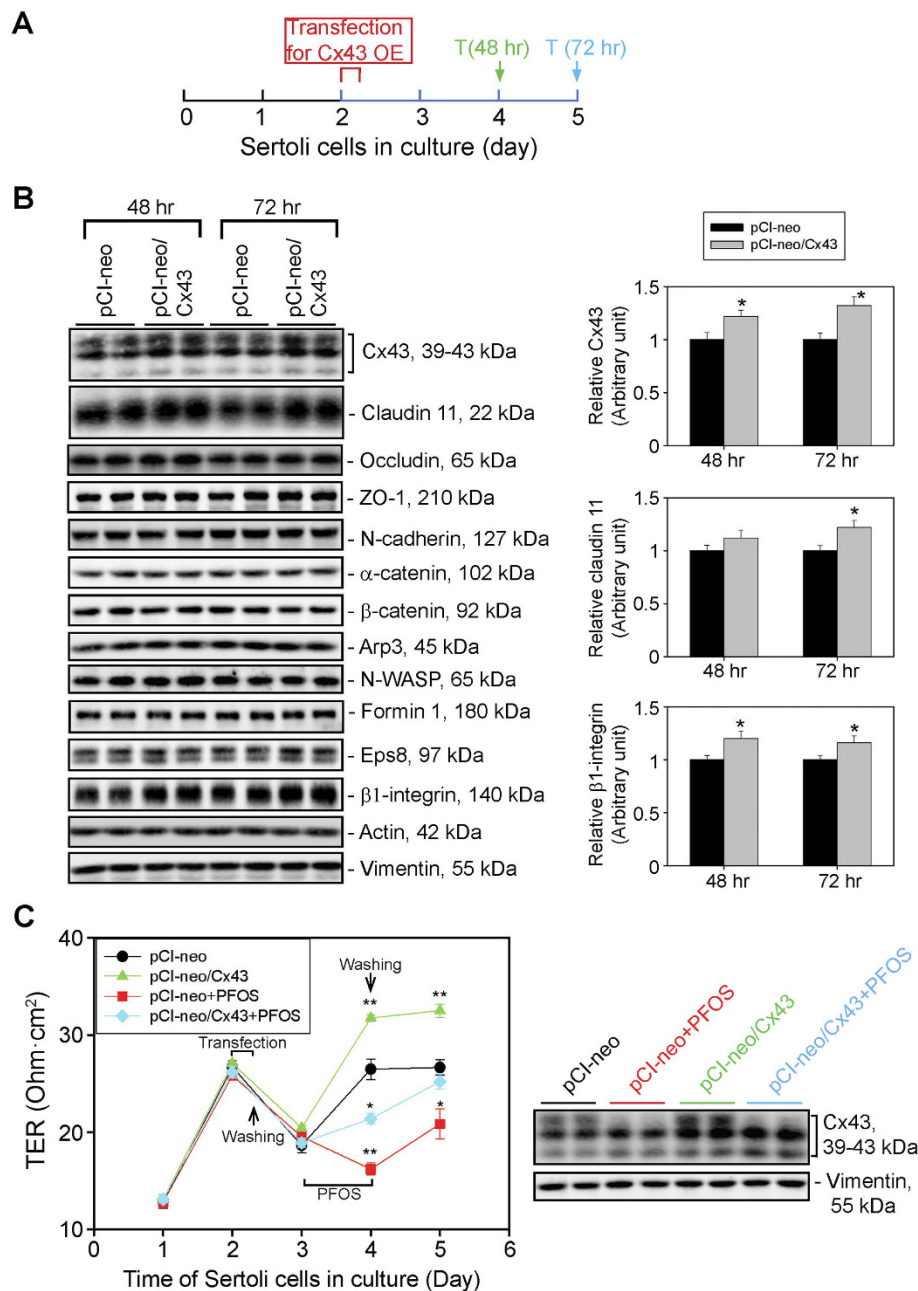 A
Transfection
for Cx43 OE
T(48 hr)
T (72 hr)
0 1 2 3 4 5
Sertoli cells in culture (day)
B
48 hr 72 hr
pCI-neo
pCI-neo/
Cx43
pCI-neo
pCI-neo/
Cx43
Cx43, 39-43 kDa
- Claudin 11, 22 kDa
- Occludin, 65 kDa
- ZO-1, 210 kDa
- N-cadherin, 127 kDa
- α-catenin, 102 kDa
- β-catenin, 92 kDa
- Arp3, 45 kDa
- N-WASP, 65 kDa
- Formin 1, 180 kDa
- Eps8, 97 kDa
- β1-integrin, 140 kDa
- Actin, 42 kDa
- Vimentin, 55 kDa
pCI-neo
pCI-neo/Cx43
Relative Cx43
(Arbitrary unit)
1.5
1
0.5
0
*
*
48 hr 72 hr
Relative claudin 11
(Arbitrary unit)
1.5
1
0.5
0
*
48 hr 72 hr
Relative β1-integrin
(Arbitrary unit)
1.5
1
0.5
0
*
*
48 hr 72 hr
C
TER (Ohm·cm²)
40
30
20
10
pCI-neo
pCI-neo/Cx43
pCI-neo+PFOS
pCI-neo/Cx43+PFOS
Transfection
Washing
Washing
PFOS
**
**
*
*
**
0 1 2 3 4 5 6
Time of Sertoli cells in culture (Day)
pCI-neo
pCI-neo+PFOS
pCI-neo/Cx43
pCI-neo/Cx43+PFOS
Cx43,
39-43 kDa
- Vimentin,
55 kDa